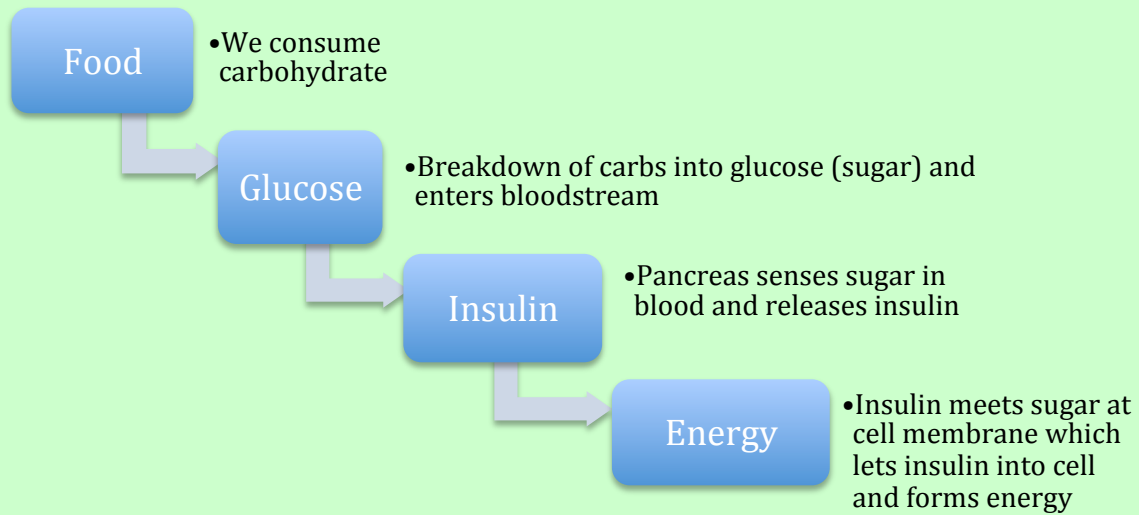 Food
•We consume
carbohydrate
Glucose
•Breakdown of carbs into glucose (sugar) and
enters bloodstream
Insulin
•Pancreas senses sugar in
blood and releases insulin
Energy
•Insulin meets sugar at
cell membrane which
lets insulin into cell
and forms energy